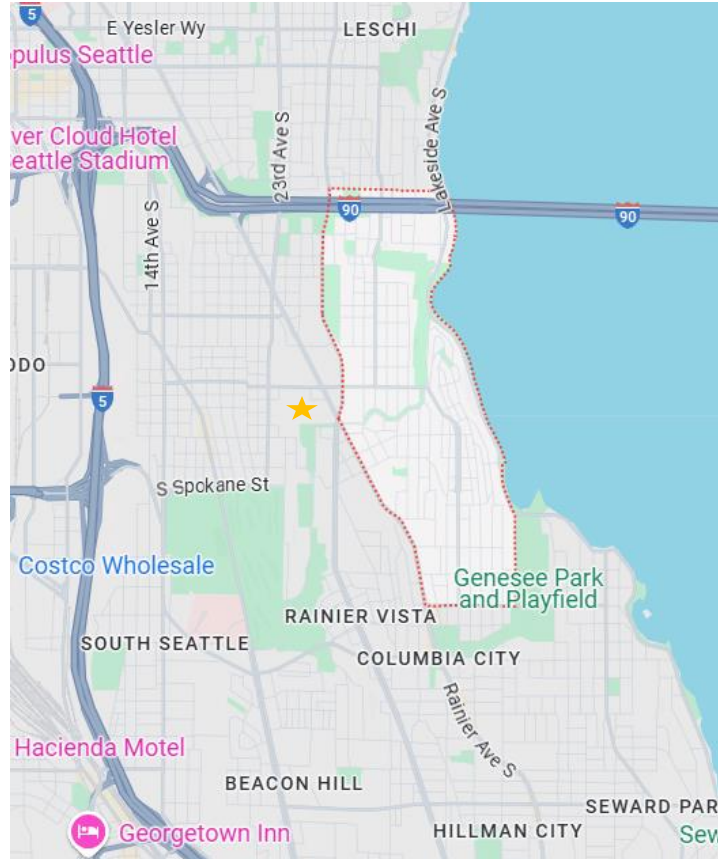 5
E Yesler Wy
LESCHI
opulus Seattle
ver Cloud Hotel
eattle Stadium
23rd Ave S
Lakeside Ave S
90
90
14th Ave S
ODO
5
S Spokane St
Costco Wholesale
Genesee Park
and Playfield
RAINIER VISTA
SOUTH SEATTLE
COLUMBIA CITY
Rainier Ave S
Hacienda Motel
BEACON HILL
SEWARD PAR
Georgetown Inn
HILLMAN CITY
Sew